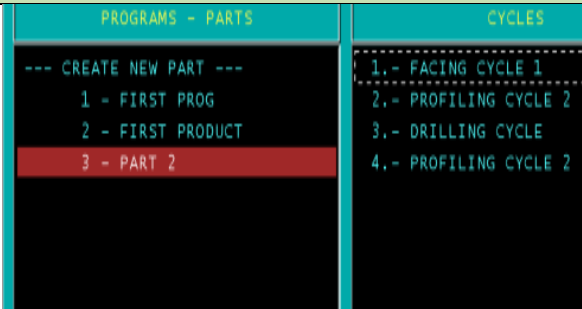 PROGRAMS - PARTS
--- CREATE NEW PART ---
1 - FIRST PROG
2 - FIRST PRODUCT
3 - PART 2
CYCLES
1.- FACING CYCLE 1
2.- PROFILING CYCLE 2
3.- DRILLING CYCLE
4.- PROFILING CYCLE 2